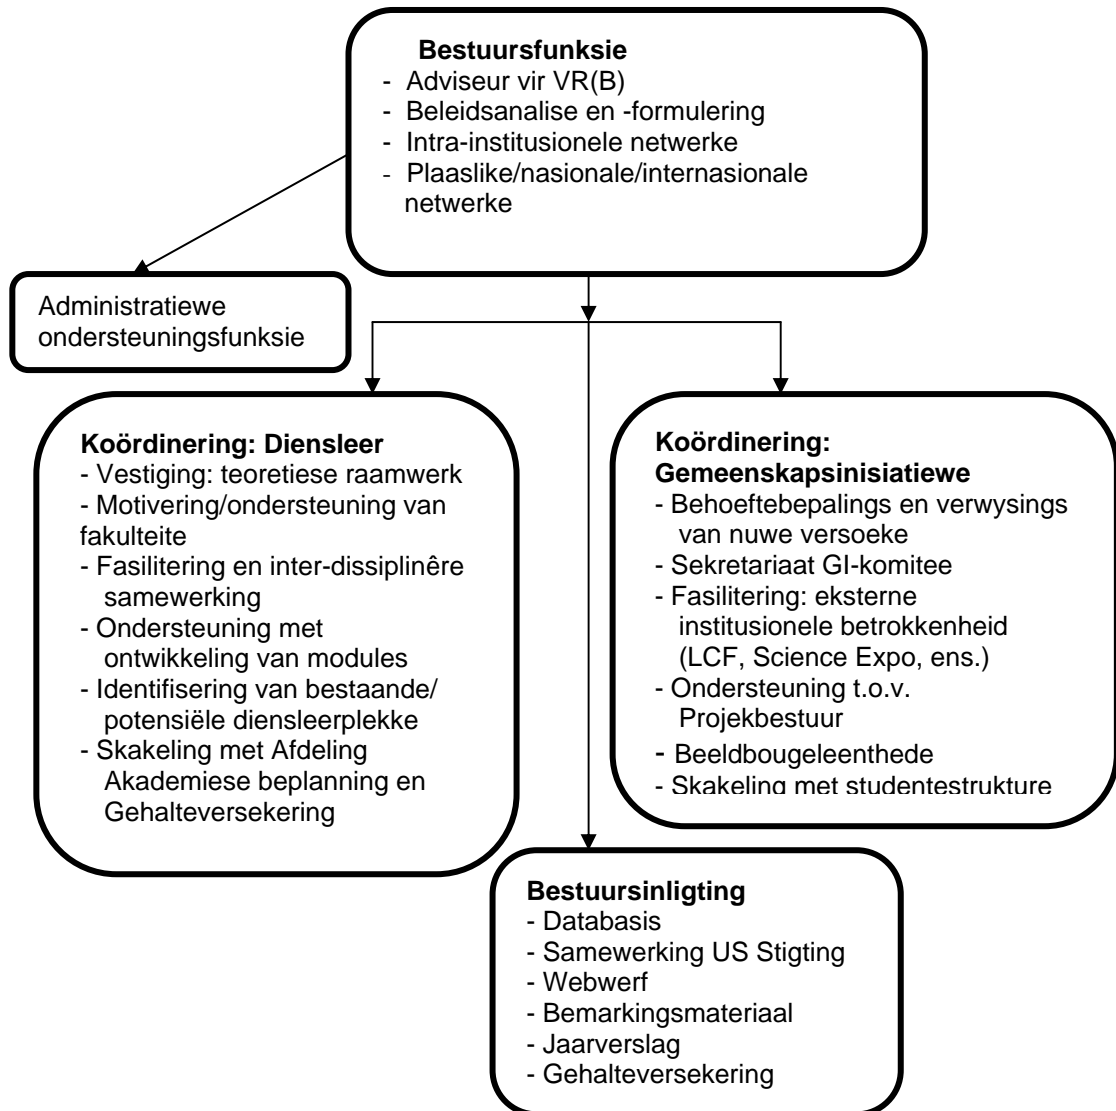 Bestuursfunksie
- Adviseur vir VR(B)
- Beleidsanalise en -formulering
- Intra-institusionele netwerke
- Plaaslike/nasionale/internasionale
netwerke
Administratiewe
ondersteuningsfunksie
Koördinering: Diensleer
- Vestiging: teoretiese raamwerk
- Motivering/ondersteuning van
fakulteite
- Fasilitering en inter-dissiplinêre
samewerking
- Ondersteuning met
ontwikkeling van modules
- Identifisering van bestaande/
potensiële diensleerplekke
- Skakeling met Afdeling
Akademiese beplanning en
Gehalteversekering
Koördinering:
Gemeenskapsinisiatiewe
- Behoeftebepalings en verwysings
van nuwe versoeke
- Sekretariaat GI-komitee
- Fasilitering: eksterne
institusionele betrokkenheid
(LCF, Science Expo, ens.)
- Ondersteuning t.o.v.
Projekbestuur
- Beeldbougeleenthede
- Skakeling met studentestrukture
Bestuursinligting
- Databasis
- Samewerking US Stigting
- Webwerf
- Bemarkingsmateriaal
- Jaarverslag
- Gehalteversekering